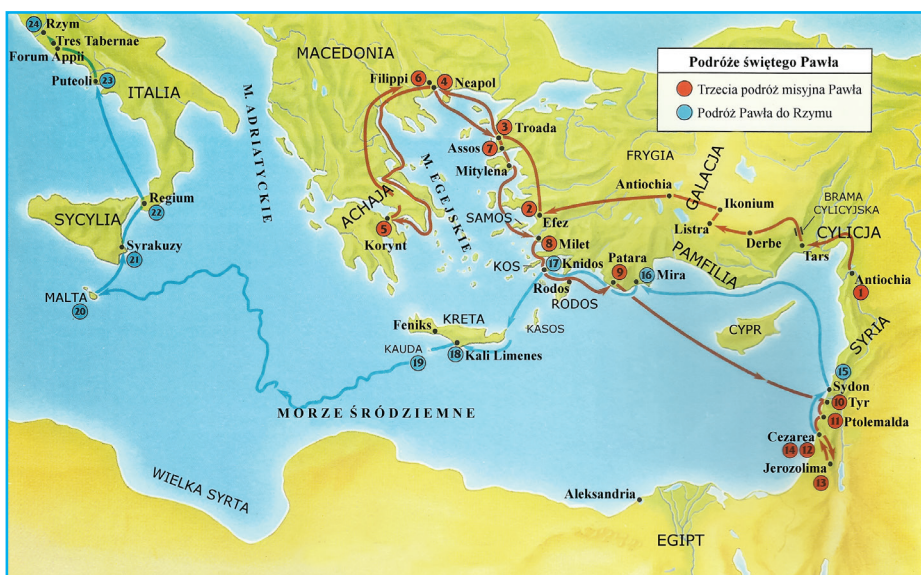 24 Rzym
Tres Tabernae
Forum Appii
Puteoli 23
ITALIA
M. ADRIATYCKIE
MACEDONIA
Filippi 6
4 Neapol
3
Troada
Assos 7
Mitylena
M. EGEJSKIE
ACHAJA
5
Korynt
SAMOS
2 Efez
8 Milet
KOS
17 Knidos
Rodos
RODOS
Patara
9
16 Mira
PAMFILIA
FRYGIA
Antiochia
GALACJA
Ikonium
Listra
Derbe
BRAMA
CYLICYJSKA
CYLICJA
Tars
Antiochia
1
SYRIA
CYPR
Regium
22
SYCYLIA
Syrakuzy
21
MALTA
20
KRETA
Feniks
KASOS
KAUDA
19
18 Kali Limenes
MORZE ŚRÓDZIEMNE
15
Sydon
10 Tyr
11 Ptolemalda
Cezarea
14 12
Jerozolima
13
WIELKA SYRTA
Aleksandria
EGIPT
Podróże świętego Pawła
Trzecia podróż misyjna Pawła
Podróż Pawła do Rzymu